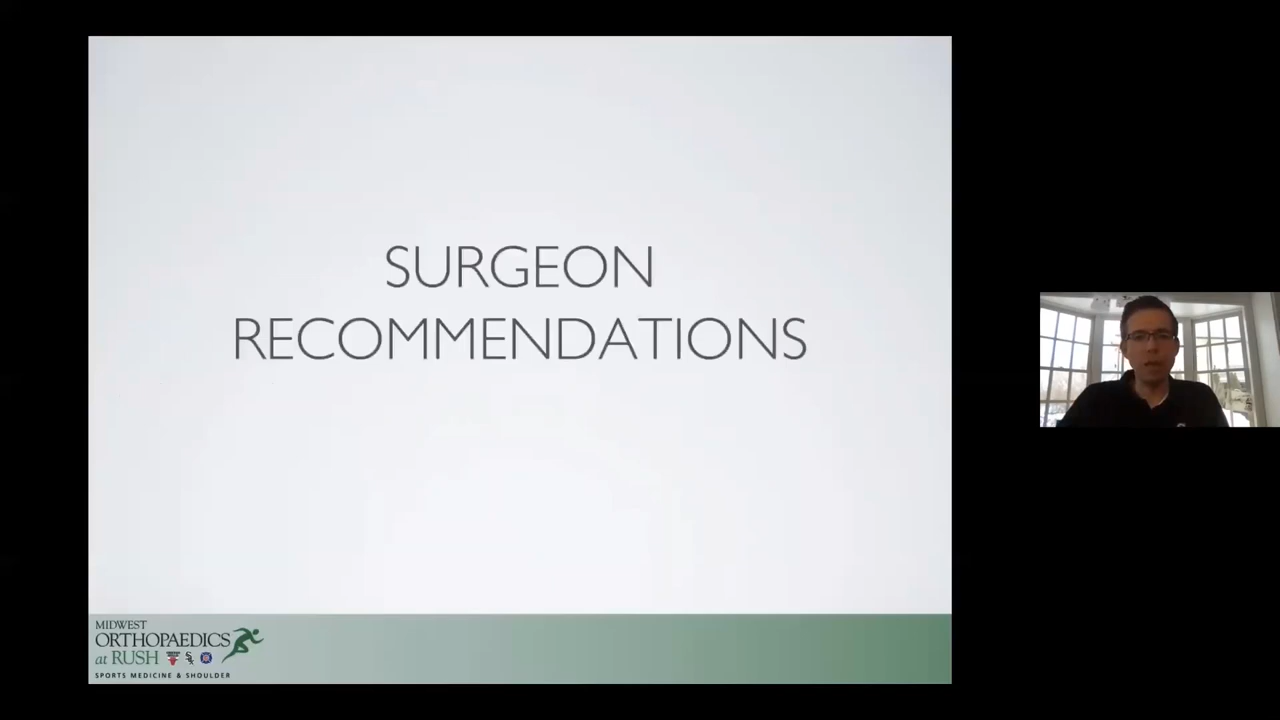 SURGEON
RECOMMENDATIONS
MIDWEST
ORTHOPAEDICS
at RUSH
SPORTS MEDICINE & SHOULDER